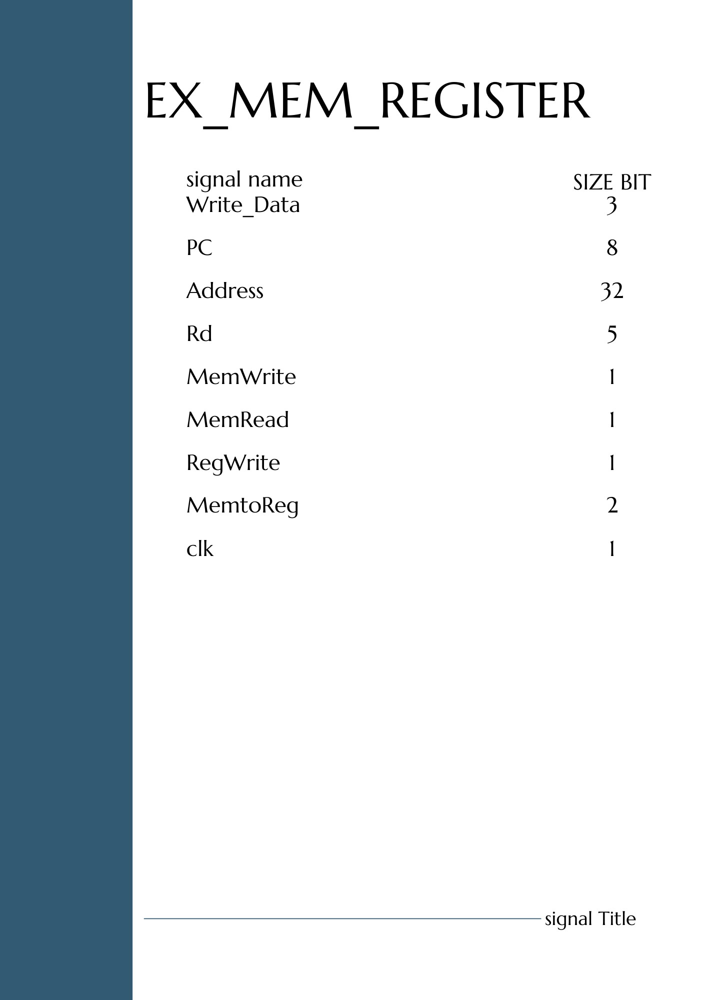 EX_MEM_REGISTER
signal name SIZE BIT
Write_Data 3
PC 8
Address 32
Rd 5
MemWrite 1
MemRead 1
RegWrite 1
MemtoReg 2
clk 1
signal Title